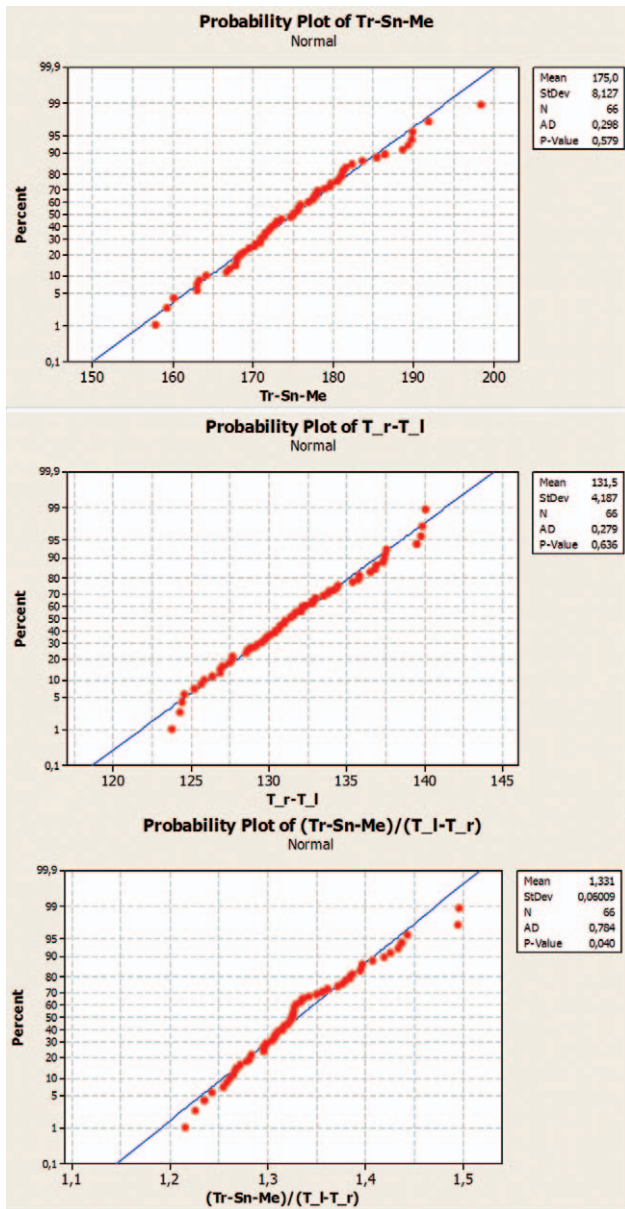 Probability Plot of Tr-Sn-Me
Normal
99,9
99
95
90
80
70
60
50
40
30
20
10
5
1
0,1
Percent
150 160 170 180 190 200
Tr-Sn-Me
Mean 175,0
StDev 8,127
N 66
AD 0,298
P-Value 0,579
Probability Plot of T_r-T_l
Normal
99,9
99
95
90
80
70
60
50
40
30
20
10
5
1
0,1
Percent
120 125 130 135 140 145
T_r-T_l
Mean 131,5
StDev 4,187
N 66
AD 0,279
P-Value 0,636
Probability Plot of (Tr-Sn-Me)/(T_l-T_r)
Normal
99,9
99
95
90
80
70
60
50
40
30
20
10
5
1
0,1
Percent
1,1 1,2 1,3 1,4 1,5
(Tr-Sn-Me)/(T_l-T_r)
Mean 1,331
StDev 0,06009
N 66
AD 0,784
P-Value 0,040